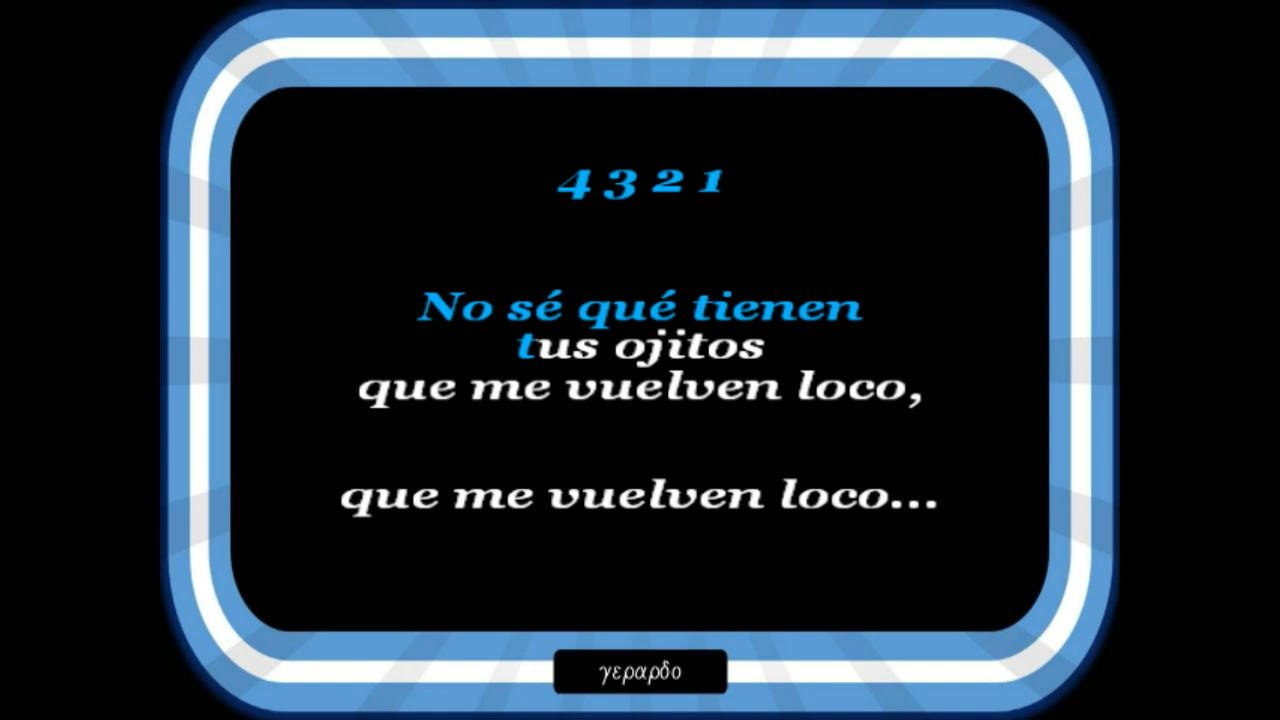 4 3 2 1
No sé qué tienen
tus ojitos
que me vuelven loco,
que me vuelven loco...
γεραρδο